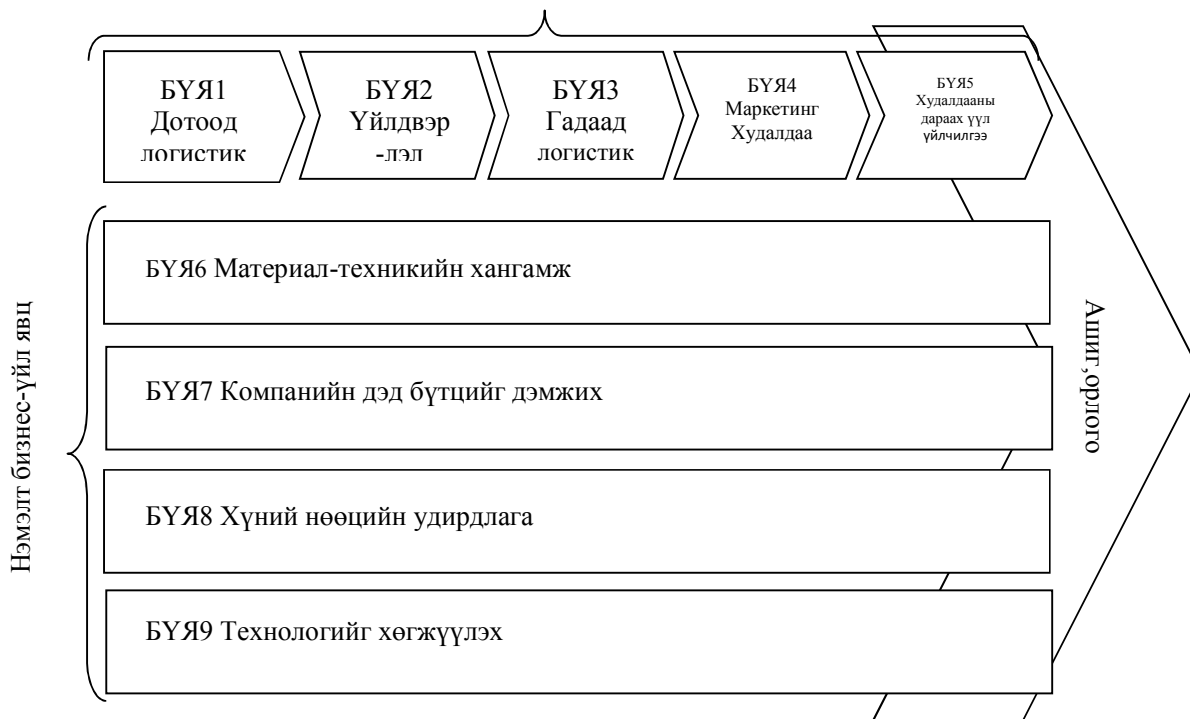 БҮЯ1
Дотоод
логистик
БҮЯ2
Үйлдвэр
-лэл
БҮЯ3
Гадаад
логистик
БҮЯ4
Маркетинг
Худалдаа
БҮЯ5
Худалдааны
дараах үүл
үйлчилгээ
Нэмэлт бизнес-үйл явц
БҮЯ6 Материал-техникийн хангамж
БҮЯ7 Компанийн дэд бүтцийг дэмжих
БҮЯ8 Хүний нөөцийн удирдлага
БҮЯ9 Технологийг хөгжүүлэх
Ашиг,орлого